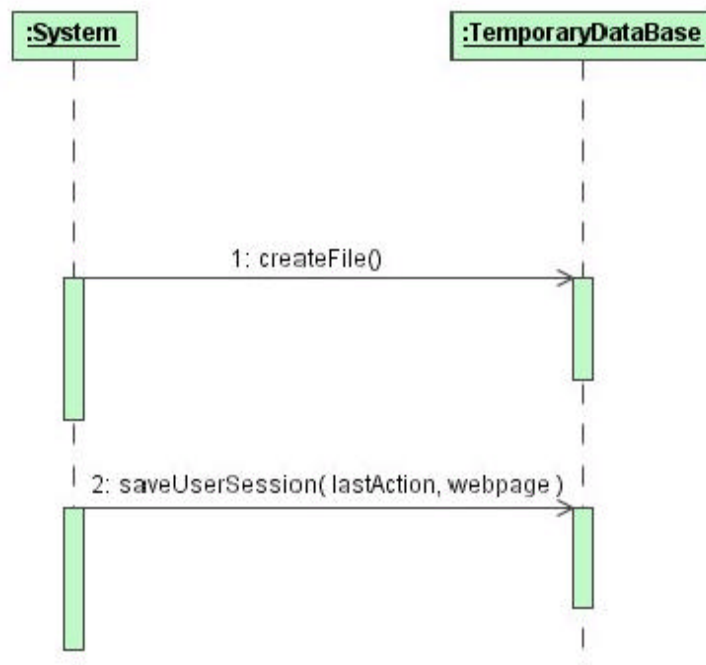 :System
:TemporaryDataBase
1: createFile()
2: saveUserSession( lastAction, webpage )